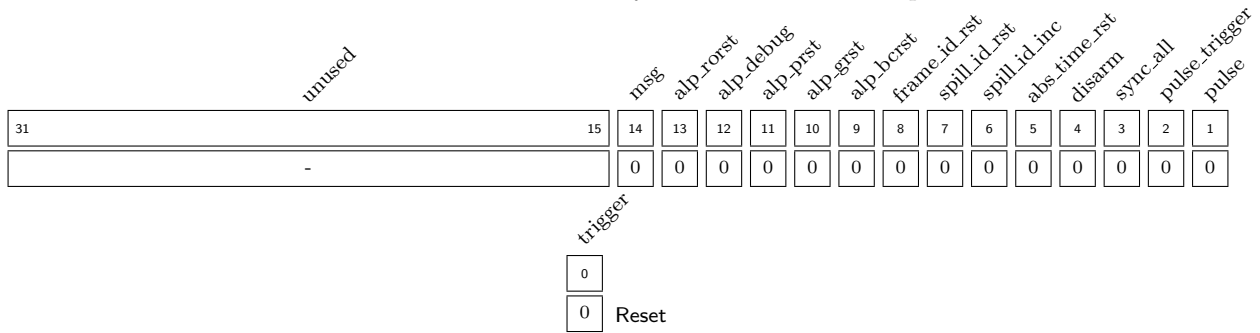 unused msg alp_rorst alp_debug alp_prst alp_grst alp_bcrst frame_id_rst spill_id_rst spill_id_inc abs_time_rst disarm sync_all pulse_trigger pulse
31 15 14 13 12 11 10 9 8 7 6 5 4 3 2 1
- 0 0 0 0 0 0 0 0 0 0 0 0 0 0
trigger
0
0 Reset